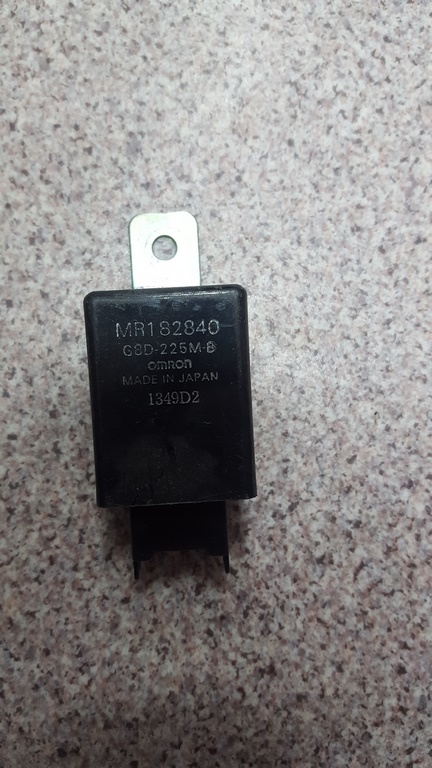 MR182840
G8D-225M-B
omron
MADE IN JAPAN
1349D2